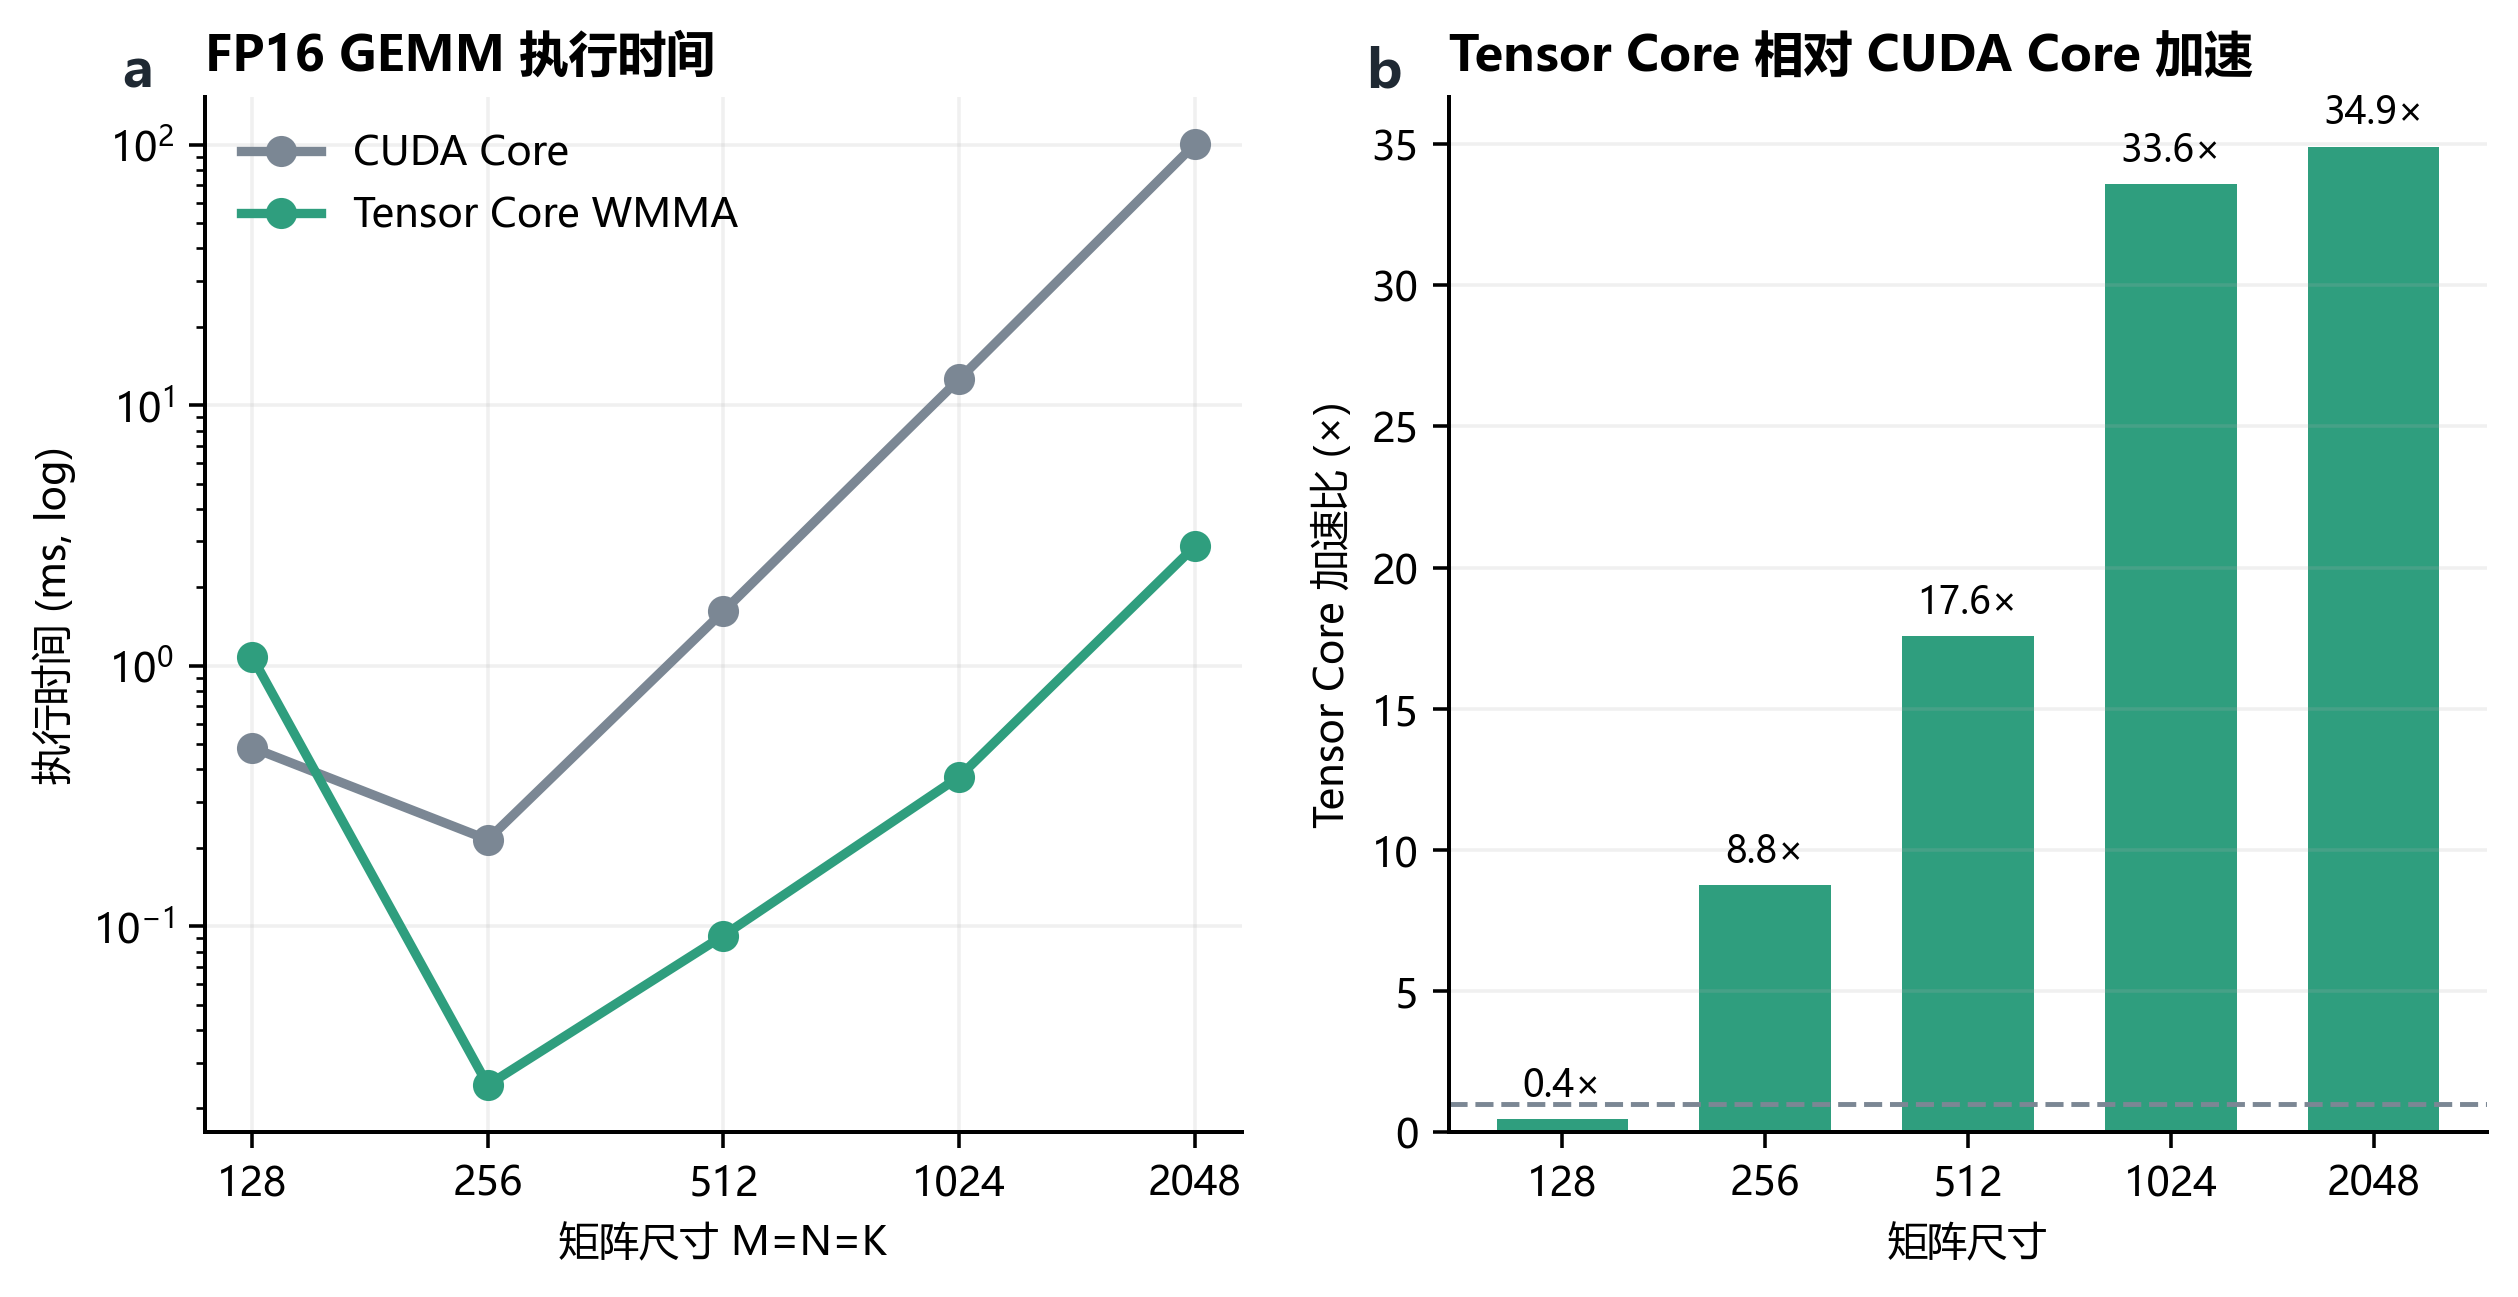 a
FP16 GEMM 执行时间
CUDA Core
Tensor Core WMMA
10²
10¹
10⁰
10⁻¹
执行时间 (ms, log)
128 256 512 1024 2048
矩阵尺寸 M=N=K
b
Tensor Core 相对 CUDA Core 加速
35
30
25
20
15
10
5
0
Tensor Core 加速比 (×)
0.4×
8.8×
17.6×
33.6×
34.9×
128 256 512 1024 2048
矩阵尺寸